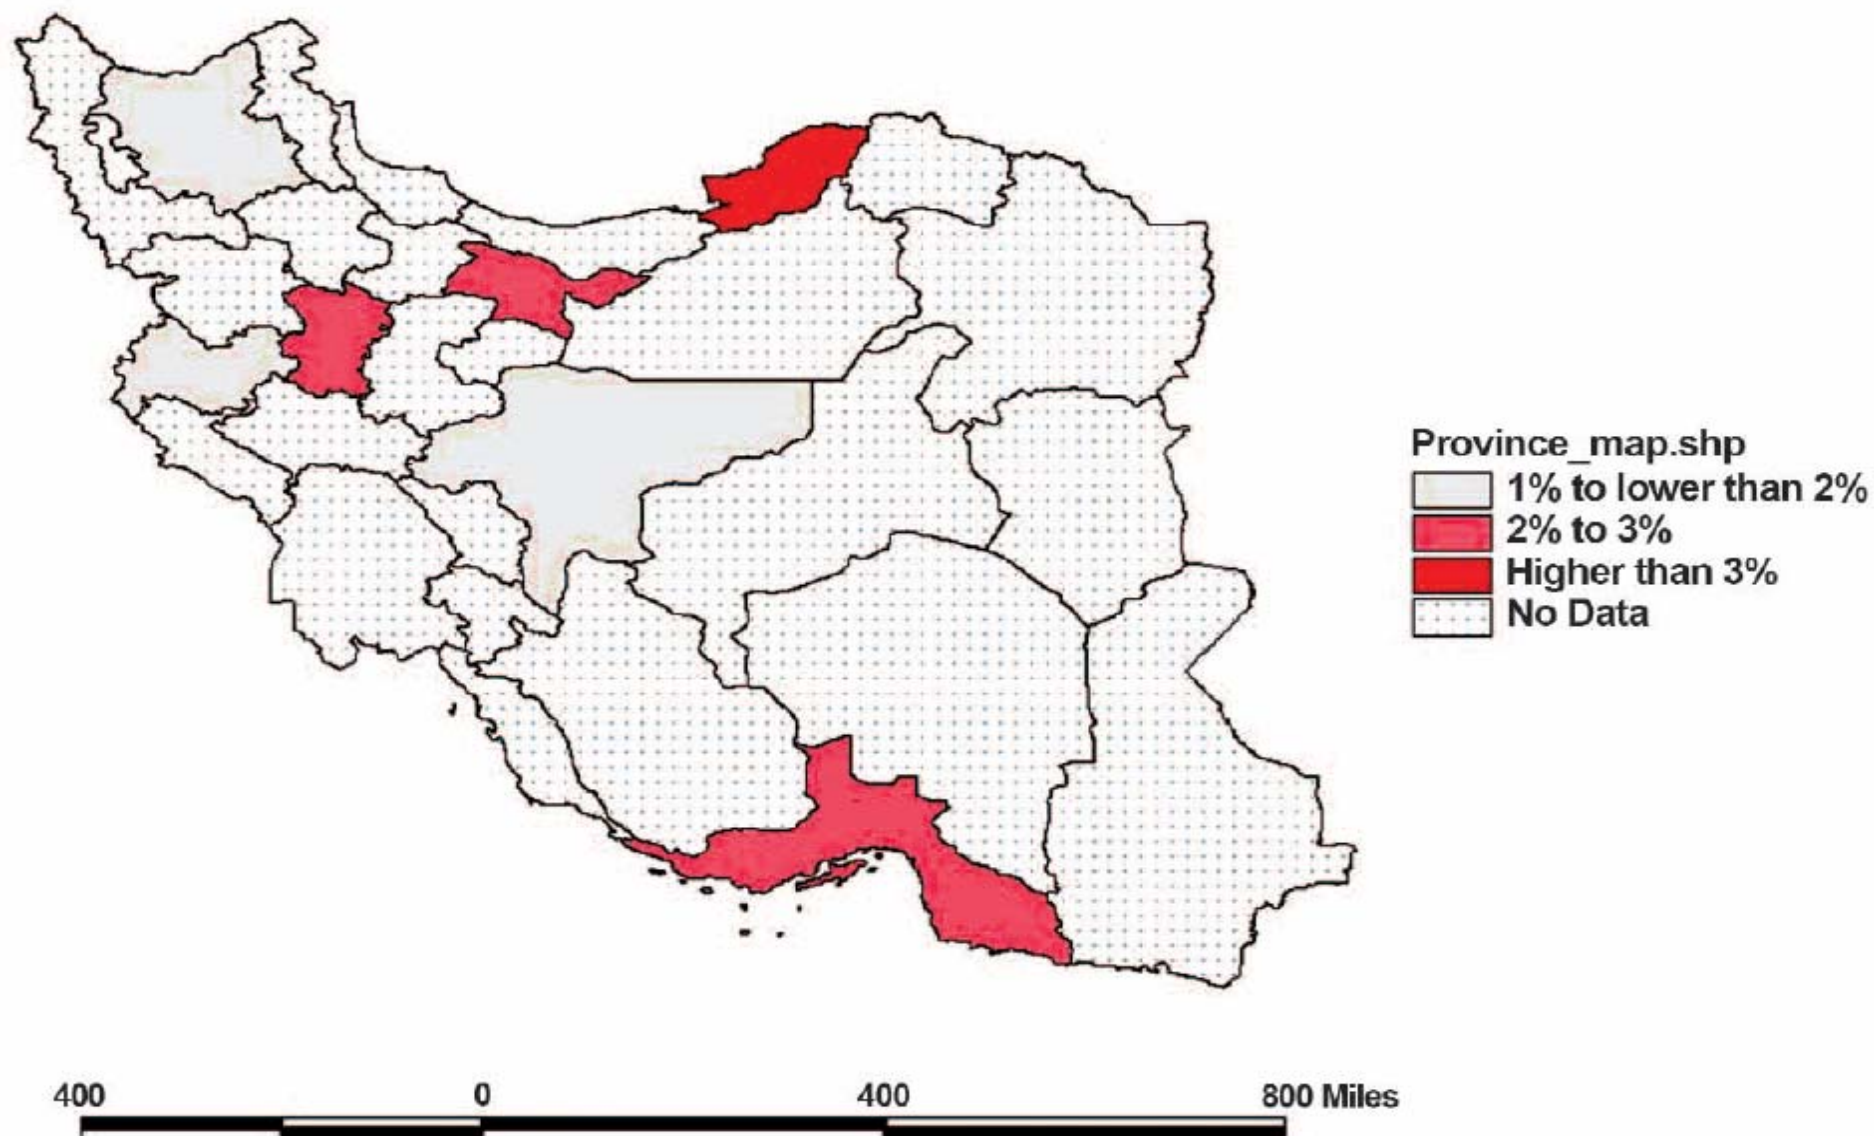 Province_map.shp
1% to lower than 2%
2% to 3%
Higher than 3%
No Data
400 0 400 800 Miles